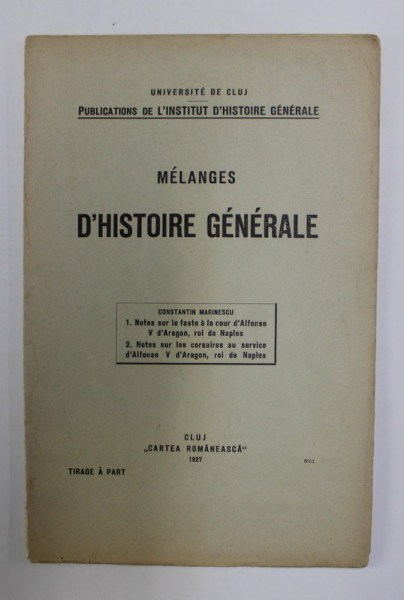 UNIVERSITÉ DE CLUJ
PUBLICATIONS DE L'INSTITUT D'HISTOIRE GÉNÉRALE
MÉLANGES
D'HISTOIRE GÉNÉRALE
CONSTANTIN MARINESCU
1. Notes sur le faste à la cour d'Alfonse
V d'Aragon, roi de Naples
2. Notes sur les corsaires au service
d'Alfonse V d'Aragon, roi de Naples
CLUJ
„CARTEA ROMÂNEASCĂ"
1927
TIRAGE À PART